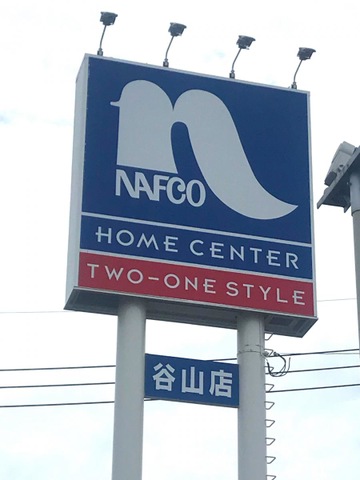 NAFCO
HOME CENTER
TWO-ONE STYLE
谷山店